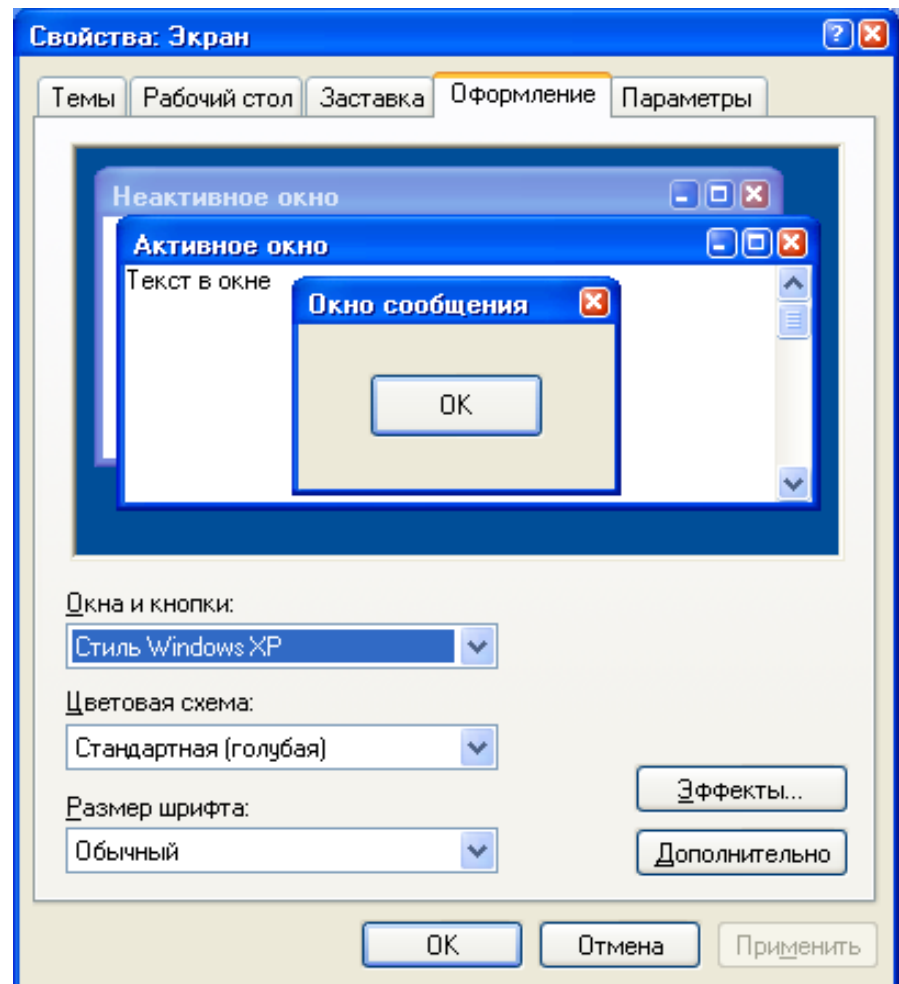 Свойства: Экран
Темы Рабочий стол Заставка Оформление Параметры
Неактивное окно
Активное окно
Текст в окне
Окно сообщения
OK
Окна и кнопки:
Стиль Windows XP
Цветовая схема:
Стандартная (голубая)
Размер шрифта:
Обычный
Эффекты...
Дополнительно
OK Отмена Применить